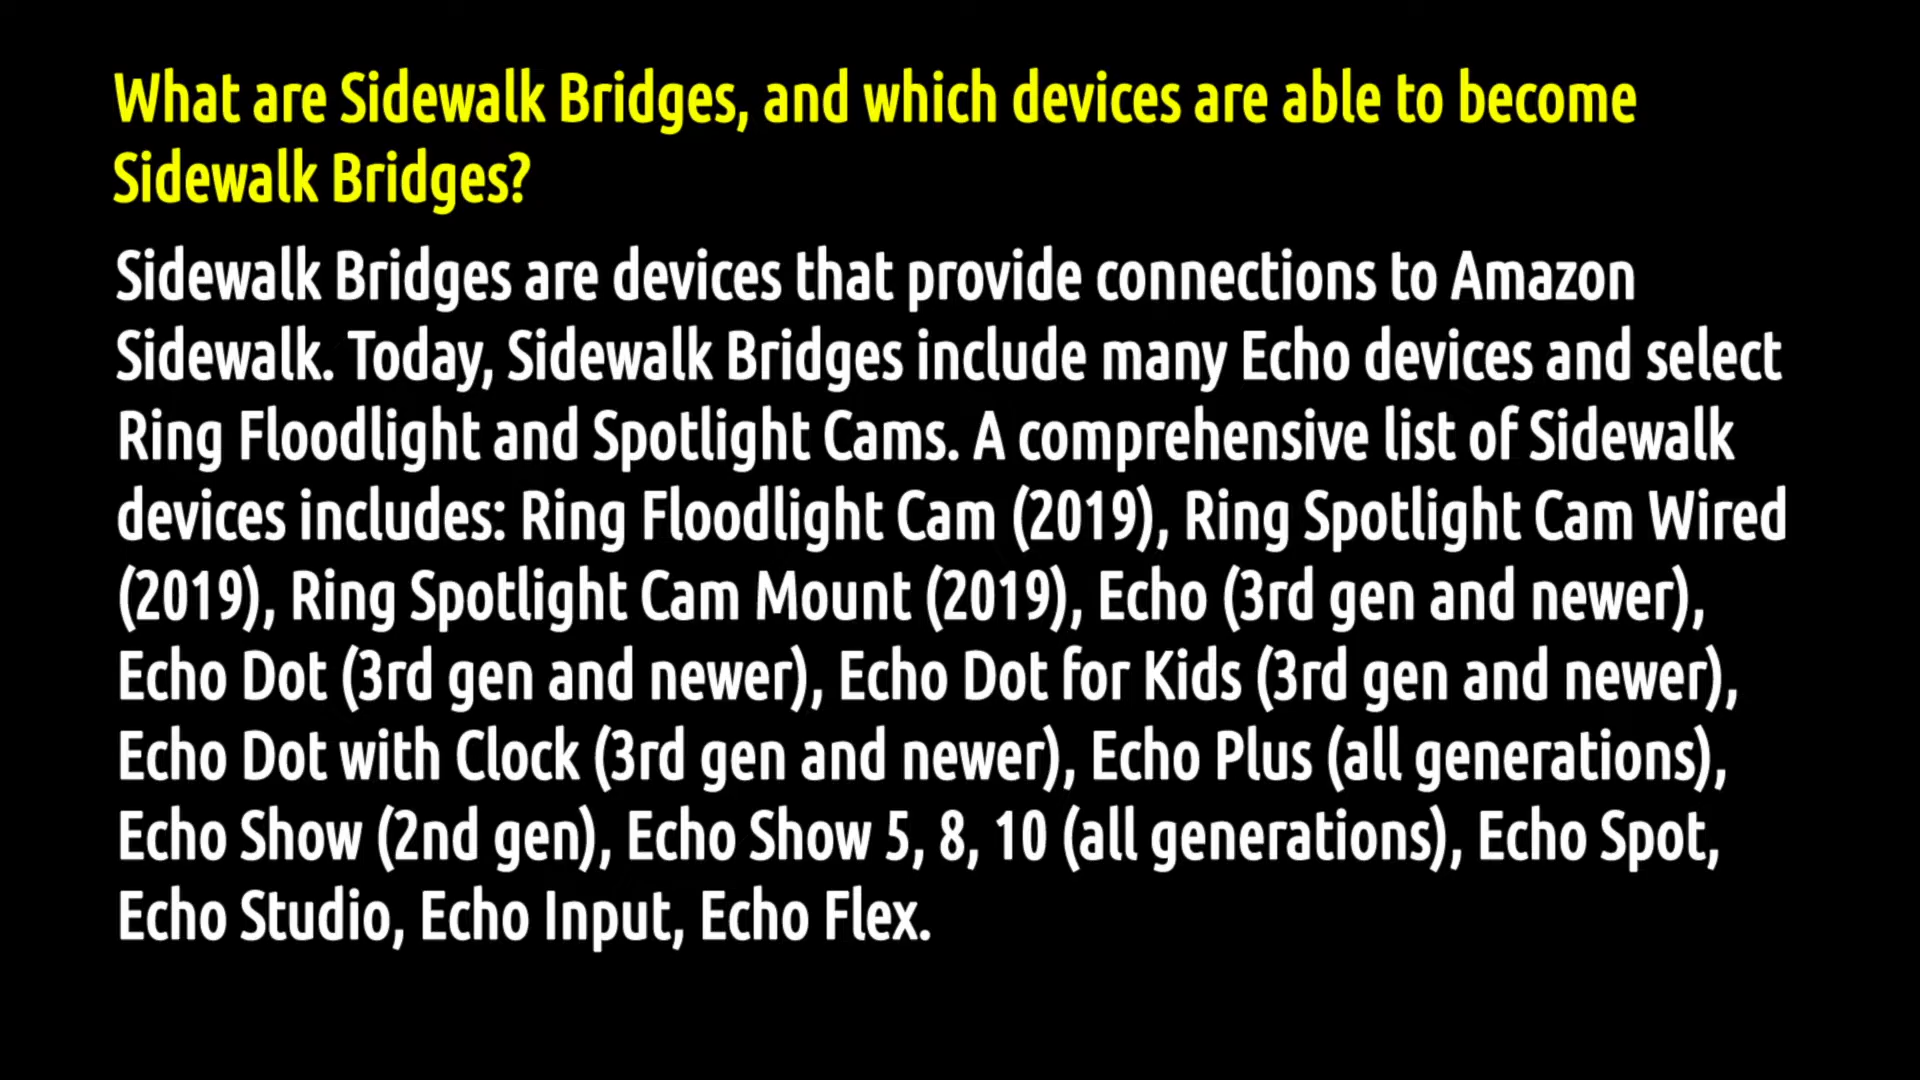 What are Sidewalk Bridges, and which devices are able to become
Sidewalk Bridges?
Sidewalk Bridges are devices that provide connections to Amazon
Sidewalk. Today, Sidewalk Bridges include many Echo devices and select
Ring Floodlight and Spotlight Cams. A comprehensive list of Sidewalk
devices includes: Ring Floodlight Cam (2019), Ring Spotlight Cam Wired
(2019), Ring Spotlight Cam Mount (2019), Echo (3rd gen and newer),
Echo Dot (3rd gen and newer), Echo Dot for Kids (3rd gen and newer),
Echo Dot with Clock (3rd gen and newer), Echo Plus (all generations),
Echo Show (2nd gen), Echo Show 5, 8, 10 (all generations), Echo Spot,
Echo Studio, Echo Input, Echo Flex.